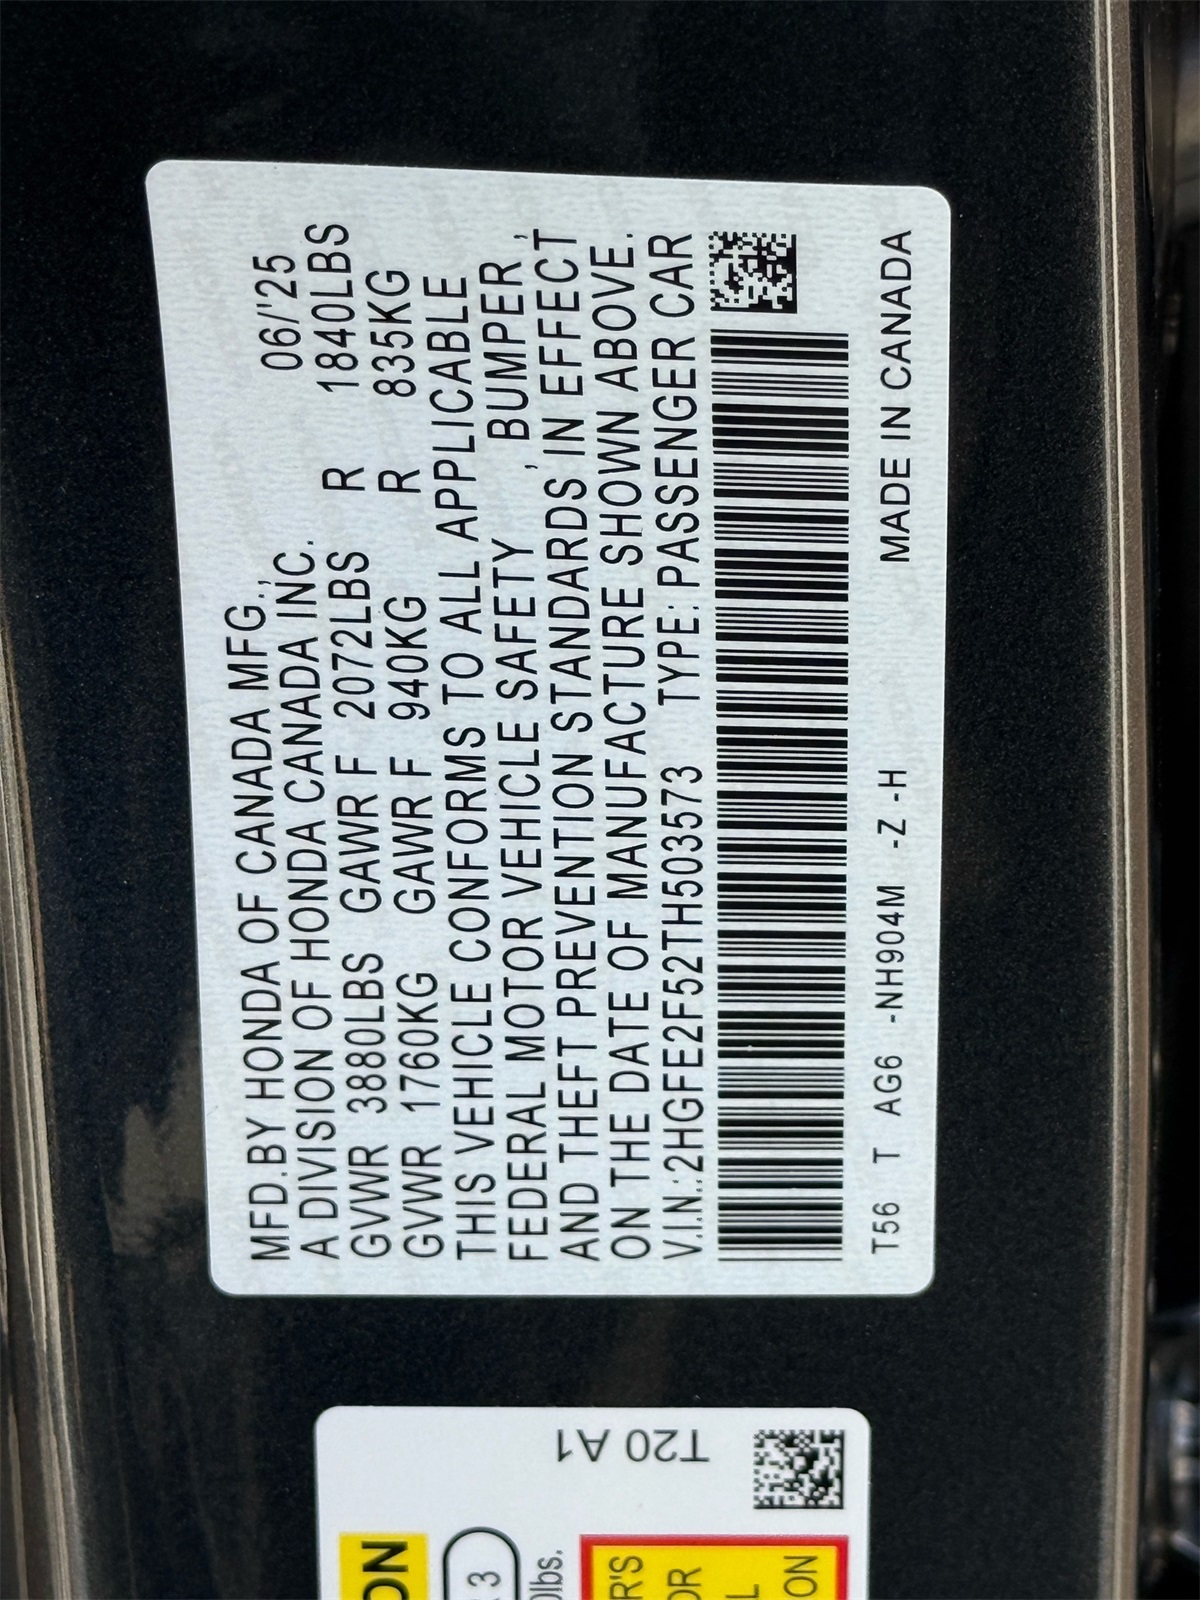 MFD.BY HONDA OF CANADA MFG.,
A DIVISION OF HONDA CANADA INC. 06/'25
GVWR 3880LBS GAWR F 2072LBS R 1840LBS
GVWR 1760KG GAWR F 940KG R 835KG
THIS VEHICLE CONFORMS TO ALL APPLICABLE
FEDERAL MOTOR VEHICLE SAFETY , BUMPER ,
AND THEFT PREVENTION STANDARDS IN EFFECT
ON THE DATE OF MANUFACTURE SHOWN ABOVE.
V.I.N.:2HGFE2F52TH503573 TYPE: PASSENGER CAR
T56 T AG6 -NH904M -Z -H MADE IN CANADA
T20 A1